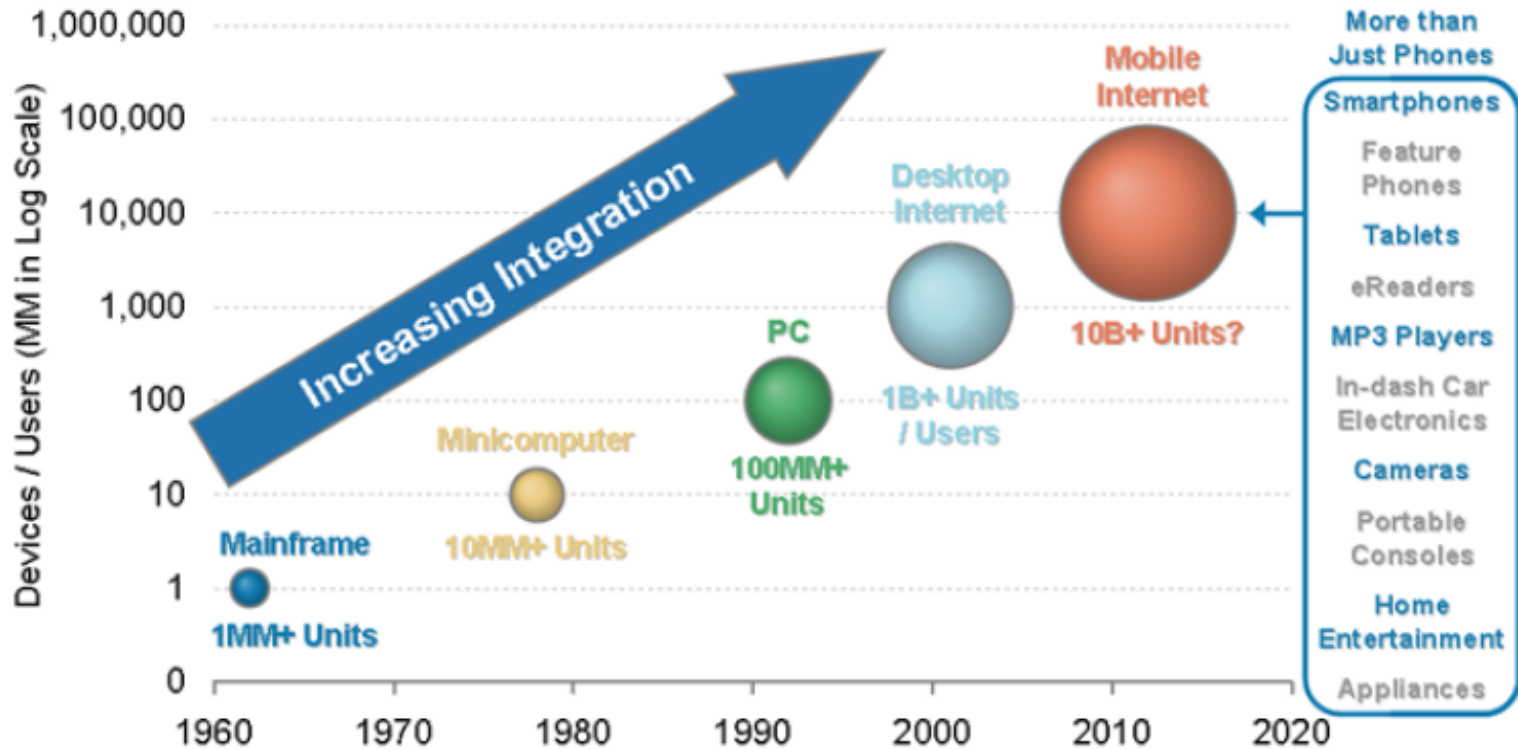 Devices / Users (MM in Log Scale)
1,000,000
100,000
10,000
1,000
100
10
1
0
1960
1970
1980
1990
2000
2010
2020
Increasing Integration
Mainframe
1MM+ Units
Minicomputer
10MM+ Units
PC
100MM+
Units
Desktop
Internet
1B+ Units
/ Users
Mobile
Internet
10B+ Units?
More than
Just Phones
Smartphones
Feature
Phones
Tablets
eReaders
MP3 Players
In-dash Car
Electronics
Cameras
Portable
Consoles
Home
Entertainment
Appliances